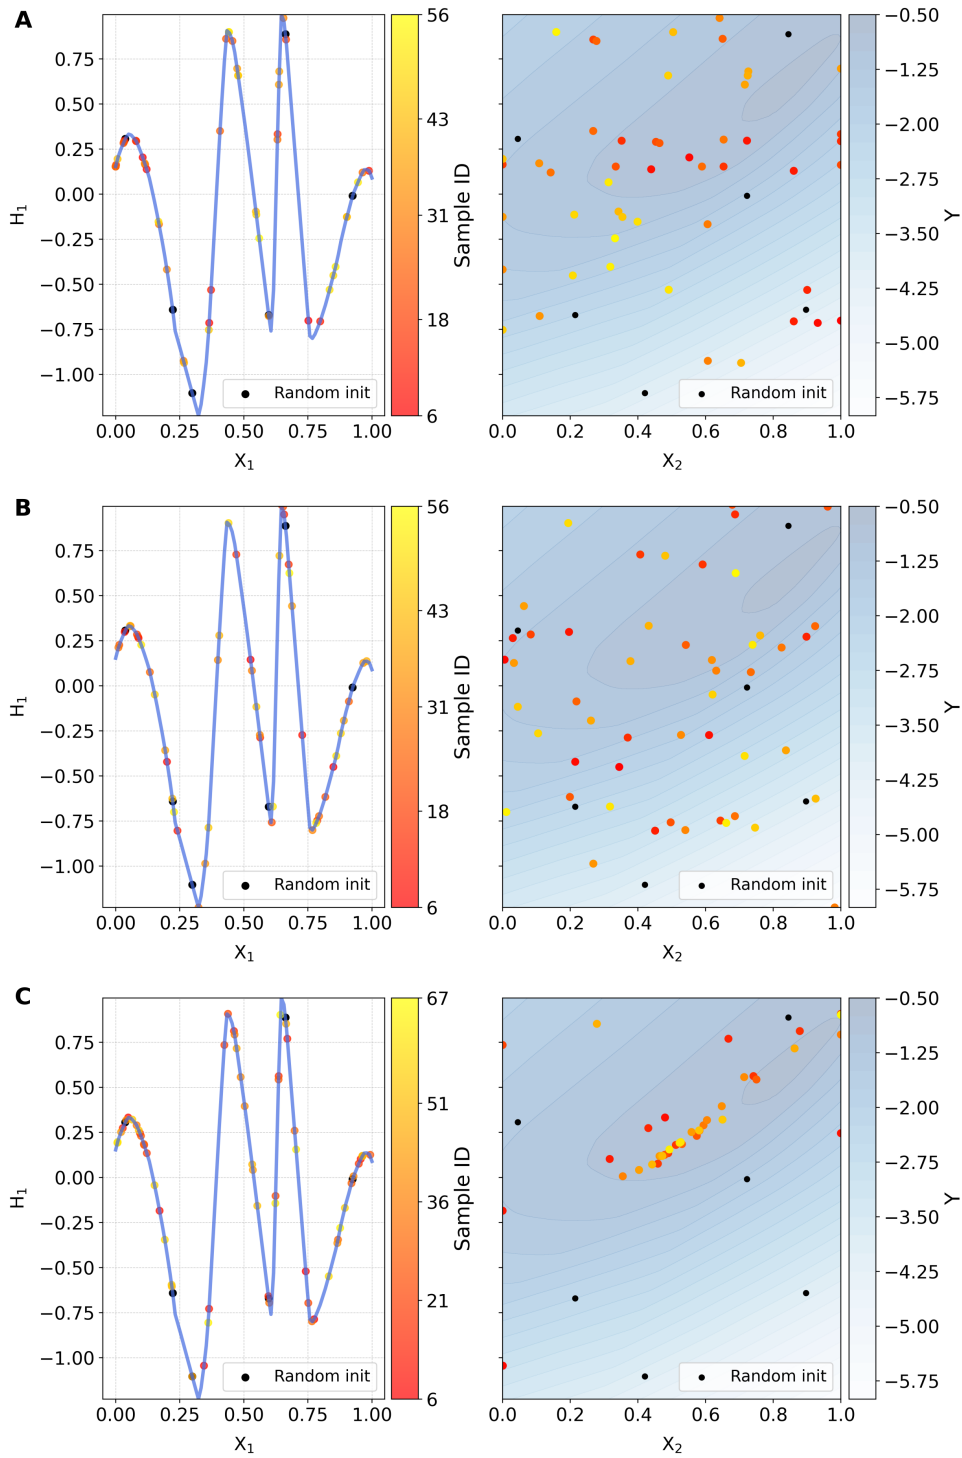 A
H1
0.75
0.50
0.25
0.00
−0.25
−0.50
−0.75
−1.00
0.00 0.25 0.50 0.75 1.00
X1
Random init
56
43
31
18
6
Sample ID
0.0 0.2 0.4 0.6 0.8 1.0
X2
Random init
−0.50
−1.25
−2.00
−2.75
−3.50
−4.25
−5.00
−5.75
Y
B
H1
0.75
0.50
0.25
0.00
−0.25
−0.50
−0.75
−1.00
0.00 0.25 0.50 0.75 1.00
X1
Random init
56
43
31
18
6
Sample ID
0.0 0.2 0.4 0.6 0.8 1.0
X2
Random init
−0.50
−1.25
−2.00
−2.75
−3.50
−4.25
−5.00
−5.75
Y
C
H1
0.75
0.50
0.25
0.00
−0.25
−0.50
−0.75
−1.00
0.00 0.25 0.50 0.75 1.00
X1
Random init
67
51
36
21
6
Sample ID
0.0 0.2 0.4 0.6 0.8 1.0
X2
Random init
−0.50
−1.25
−2.00
−2.75
−3.50
−4.25
−5.00
−5.75
Y